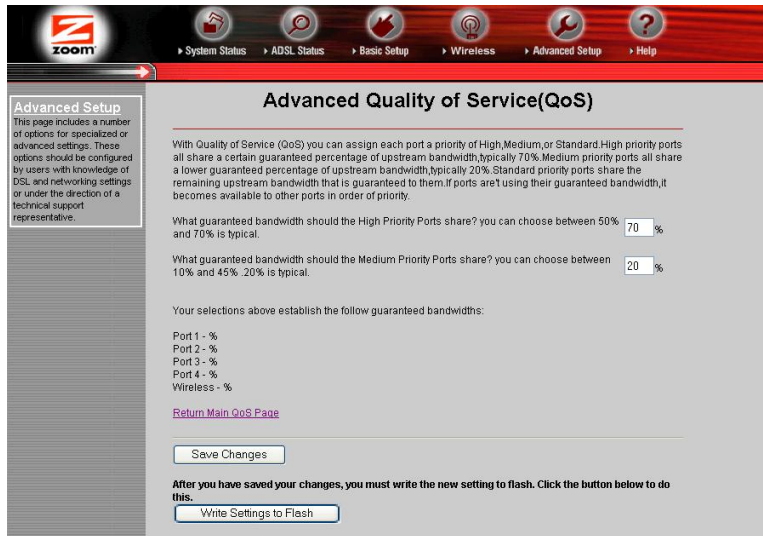 zoom
System Status
ADSL Status
Basic Setup
Wireless
Advanced Setup
Help
Advanced Setup
This page includes a number
of options for specialized or
advanced settings. These
options should be configured
by users with knowledge of
DSL and networking settings
or under the direction of a
technical support
representative.
Advanced Quality of Service(QoS)
With Quality of Service (QoS) you can assign each port a priority of High,Medium,or Standard.High priority ports
all share a certain guaranteed percentage of upstream bandwidth,typically 70%.Medium priority ports all share
a lower guaranteed percentage of upstream bandwidth,typically 20%.Standard priority ports share the
remaining upstream bandwidth that is guaranteed to them.If ports are't using their guaranteed bandwidth,it
becomes available to other ports in order of priority.
What guaranteed bandwidth should the High Priority Ports share? you can choose between 50%
and 70% is typical.
70 %
What guaranteed bandwidth should the Medium Priority Ports share? you can choose between
10% and 45% .20% is typical.
20 %
Your selections above establish the follow guaranteed bandwidths:
Port 1 - %
Port 2 - %
Port 3 - %
Port 4 - %
Wireless - %
Return Main QoS Page
Save Changes
After you have saved your changes, you must write the new setting to flash. Click the button below to do
this.
Write Settings to Flash